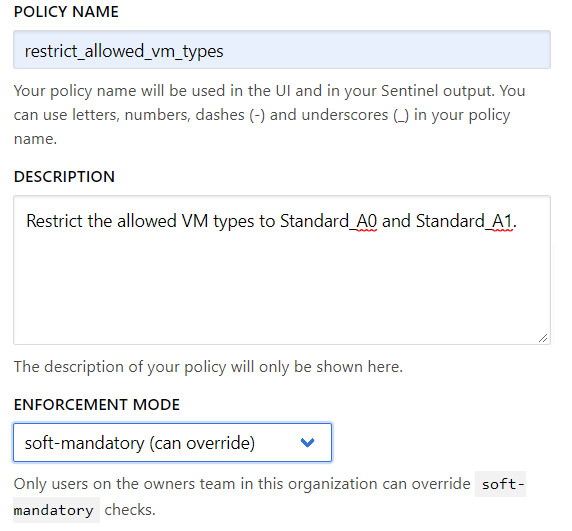 POLICY NAME
restrict_allowed_vm_types
Your policy name will be used in the UI and in your Sentinel output. You
can use letters, numbers, dashes (-) and underscores (_) in your policy
name.
DESCRIPTION
Restrict the allowed VM types to Standard_A0 and Standard_A1.
The description of your policy will only be shown here.
ENFORCEMENT MODE
soft-mandatory (can override)
Only users on the owners team in this organization can override soft-
mandatory checks.